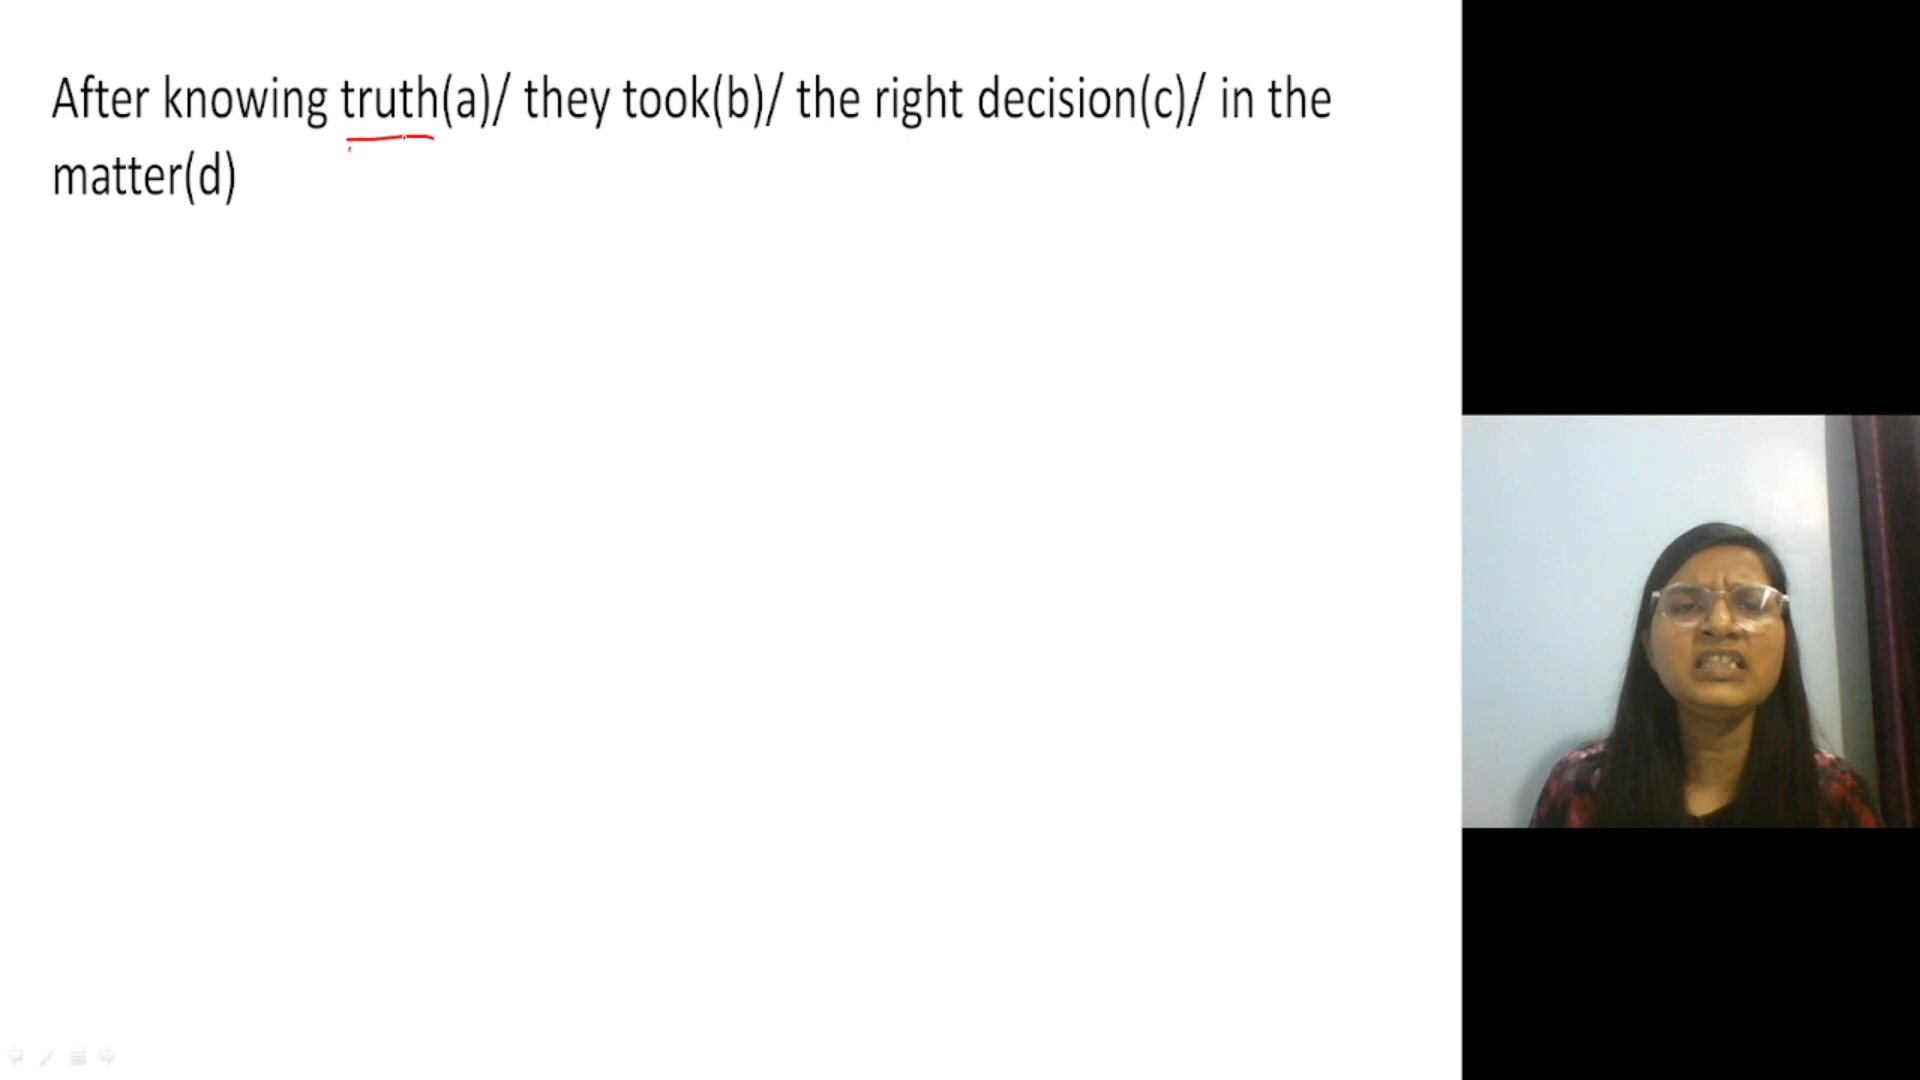 After knowing truth(a)/ they took(b)/ the right decision(c)/ in the
matter(d)